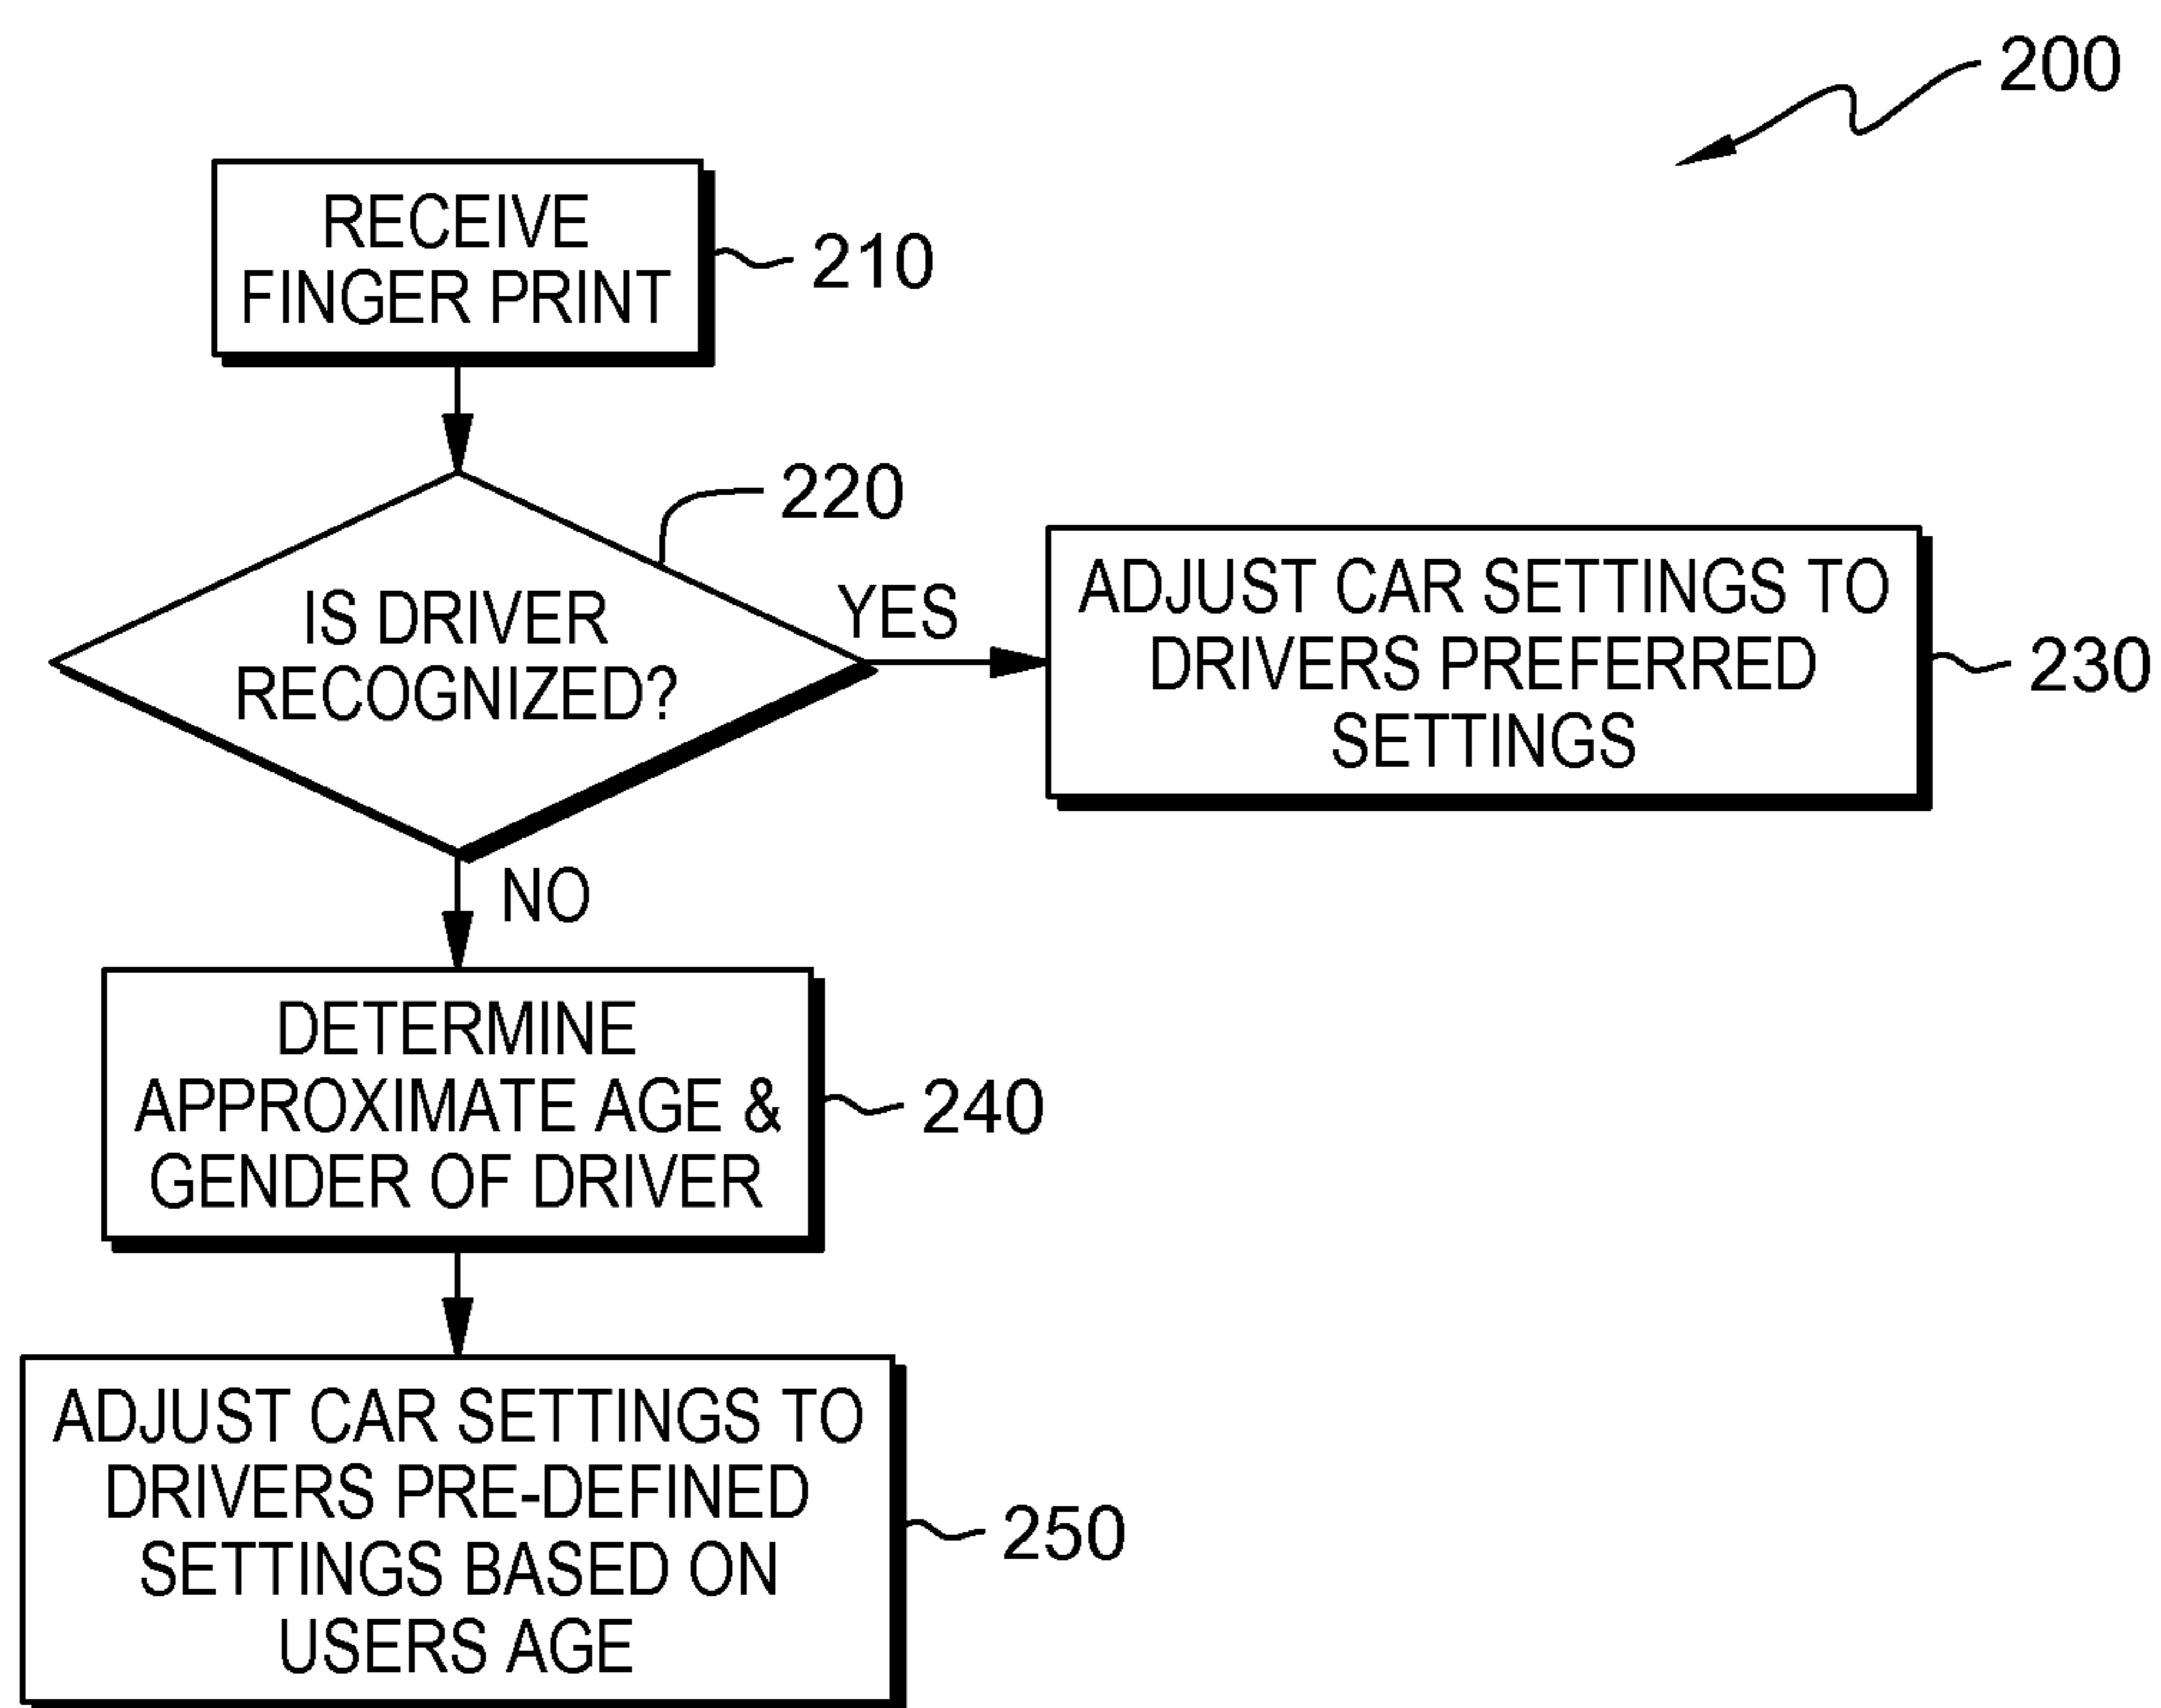 200
RECEIVE
FINGER PRINT
210
220
IS DRIVER
RECOGNIZED?
YES
ADJUST CAR SETTINGS TO
DRIVERS PREFERRED
SETTINGS
230
NO
DETERMINE
APPROXIMATE AGE &
GENDER OF DRIVER
240
ADJUST CAR SETTINGS TO
DRIVERS PRE-DEFINED
SETTINGS BASED ON
USERS AGE
250